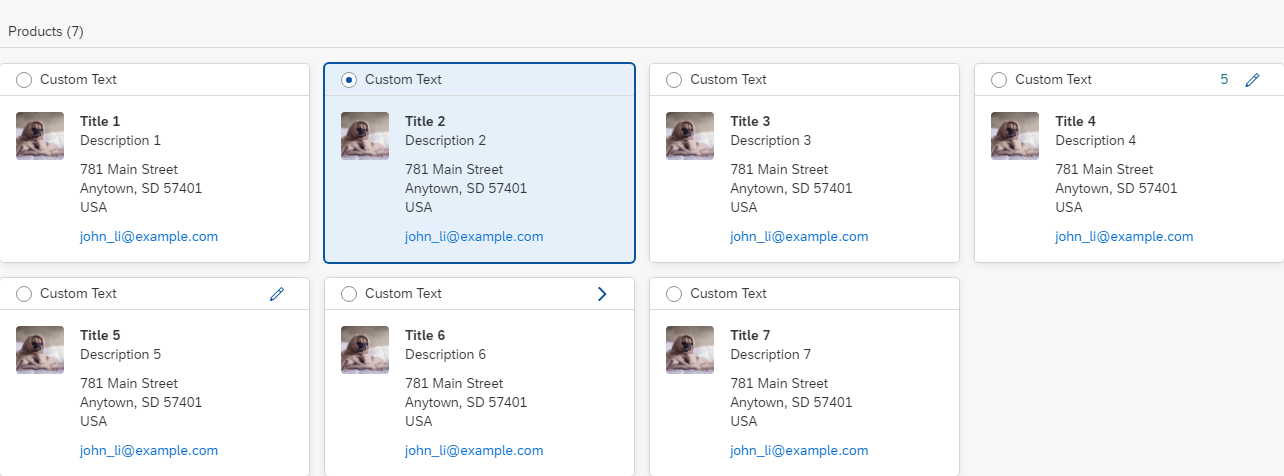 Products (7)
Custom Text
Title 1
Description 1
781 Main Street
Anytown, SD 57401
USA
john_li@example.com
Custom Text
Title 2
Description 2
781 Main Street
Anytown, SD 57401
USA
john_li@example.com
Custom Text
Title 3
Description 3
781 Main Street
Anytown, SD 57401
USA
john_li@example.com
Custom Text 5
Title 4
Description 4
781 Main Street
Anytown, SD 57401
USA
john_li@example.com
Custom Text
Title 5
Description 5
781 Main Street
Anytown, SD 57401
USA
john_li@example.com
Custom Text
Title 6
Description 6
781 Main Street
Anytown, SD 57401
USA
john_li@example.com
Custom Text
Title 7
Description 7
781 Main Street
Anytown, SD 57401
USA
john_li@example.com